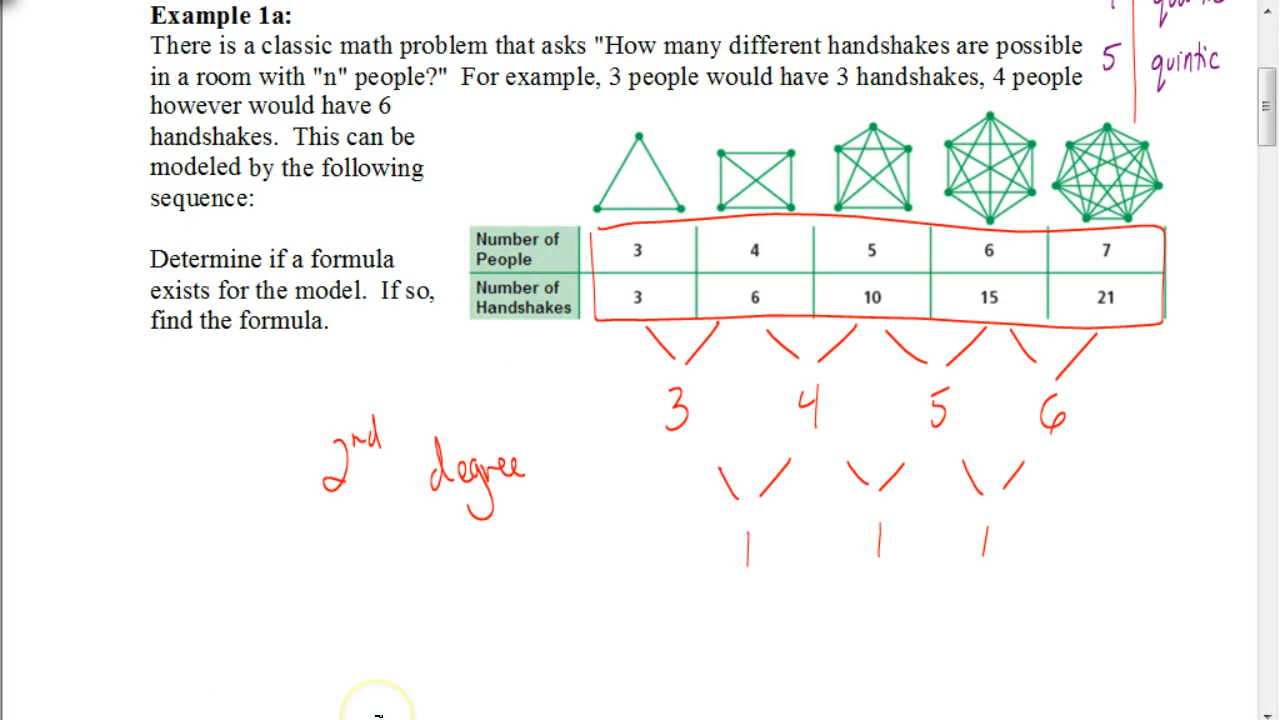 Example 1a:
There is a classic math problem that asks "How many different handshakes are possible
in a room with "n" people?" For example, 3 people would have 3 handshakes, 4 people
however would have 6
handshakes. This can be
modeled by the following
sequence:
Determine if a formula
exists for the model. If so,
find the formula.
5 quintic
Number of People 3 4 5 6 7
Number of Handshakes 3 6 10 15 21
3 4 5 6
2nd degree
1 1 1